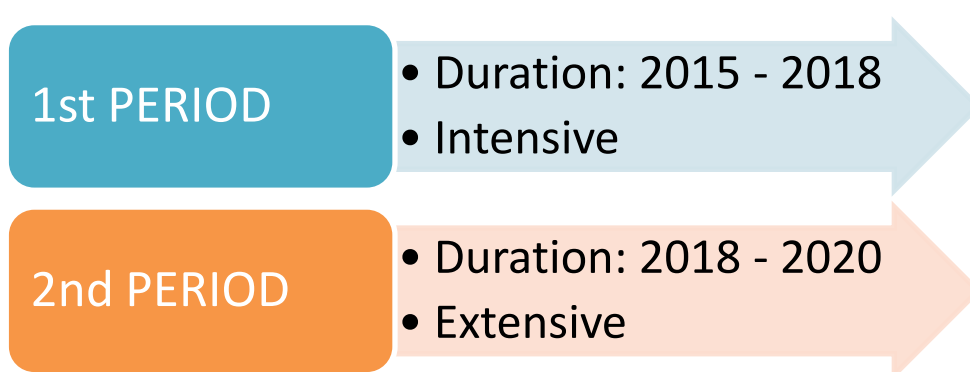 1st PERIOD
• Duration: 2015 - 2018
• Intensive
2nd PERIOD
• Duration: 2018 - 2020
• Extensive